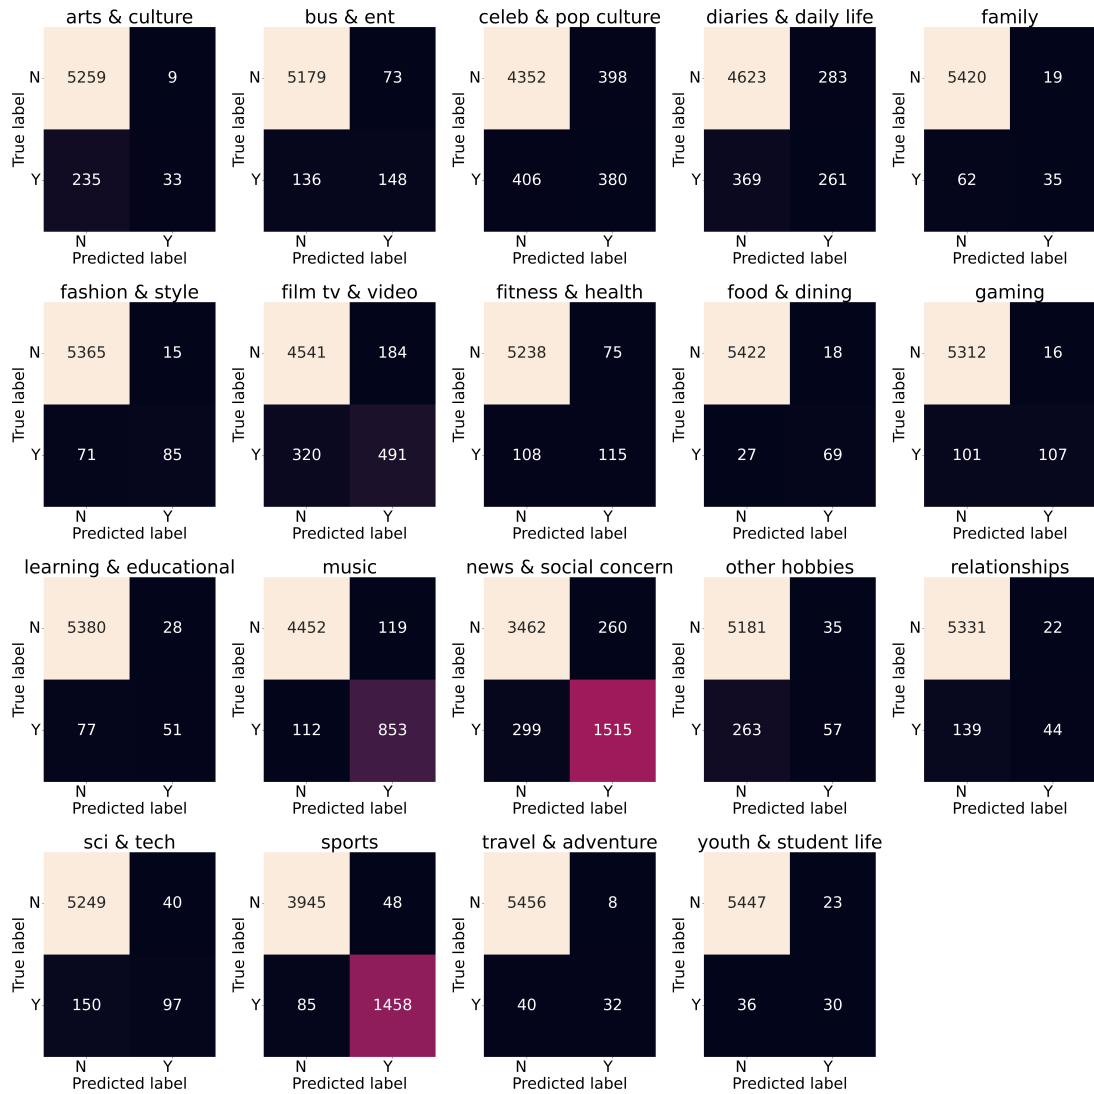 arts & culture
True label
N 5259 9
Y 235 33
N Y
Predicted label
bus & ent
True label
N 5179 73
Y 136 148
N Y
Predicted label
celeb & pop culture
True label
N 4352 398
Y 406 380
N Y
Predicted label
diaries & daily life
True label
N 4623 283
Y 369 261
N Y
Predicted label
family
True label
N 5420 19
Y 62 35
N Y
Predicted label
fashion & style
True label
N 5365 15
Y 71 85
N Y
Predicted label
film tv & video
True label
N 4541 184
Y 320 491
N Y
Predicted label
fitness & health
True label
N 5238 75
Y 108 115
N Y
Predicted label
food & dining
True label
N 5422 18
Y 27 69
N Y
Predicted label
gaming
True label
N 5312 16
Y 101 107
N Y
Predicted label
learning & educational
True label
N 5380 28
Y 77 51
N Y
Predicted label
music
True label
N 4452 119
Y 112 853
N Y
Predicted label
news & social concern
True label
N 3462 260
Y 299 1515
N Y
Predicted label
other hobbies
True label
N 5181 35
Y 263 57
N Y
Predicted label
relationships
True label
N 5331 22
Y 139 44
N Y
Predicted label
sci & tech
True label
N 5249 40
Y 150 97
N Y
Predicted label
sports
True label
N 3945 48
Y 85 1458
N Y
Predicted label
travel & adventure
True label
N 5456 8
Y 40 32
N Y
Predicted label
youth & student life
True label
N 5447 23
Y 36 30
N Y
Predicted label